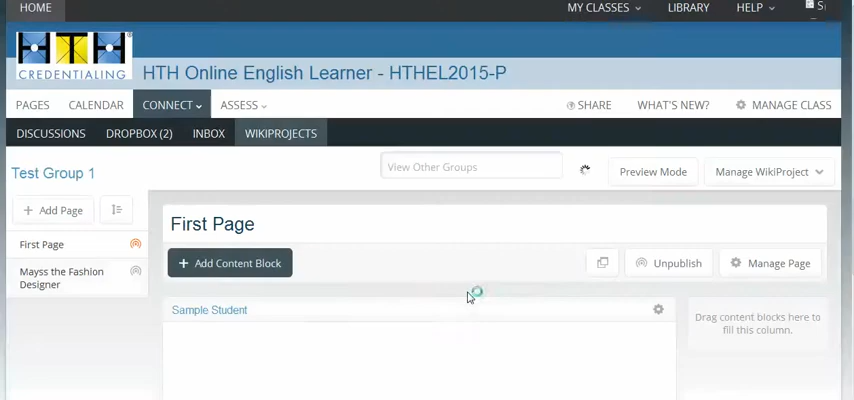 HOME
MY CLASSES
LIBRARY
HELP
HTH
CREDENTIALING
HTH Online English Learner - HTHEL2015-P
PAGES
CALENDAR
CONNECT
ASSESS
SHARE
WHAT'S NEW?
MANAGE CLASS
DISCUSSIONS
DROPBOX (2)
INBOX
WIKIPROJECTS
Test Group 1
View Other Groups
Preview Mode
Manage WikiProject
+ Add Page
First Page
+ Add Content Block
Unpublish
Manage Page
First Page
Mayss the Fashion
Designer
Sample Student
Drag content blocks here to
fill this column.